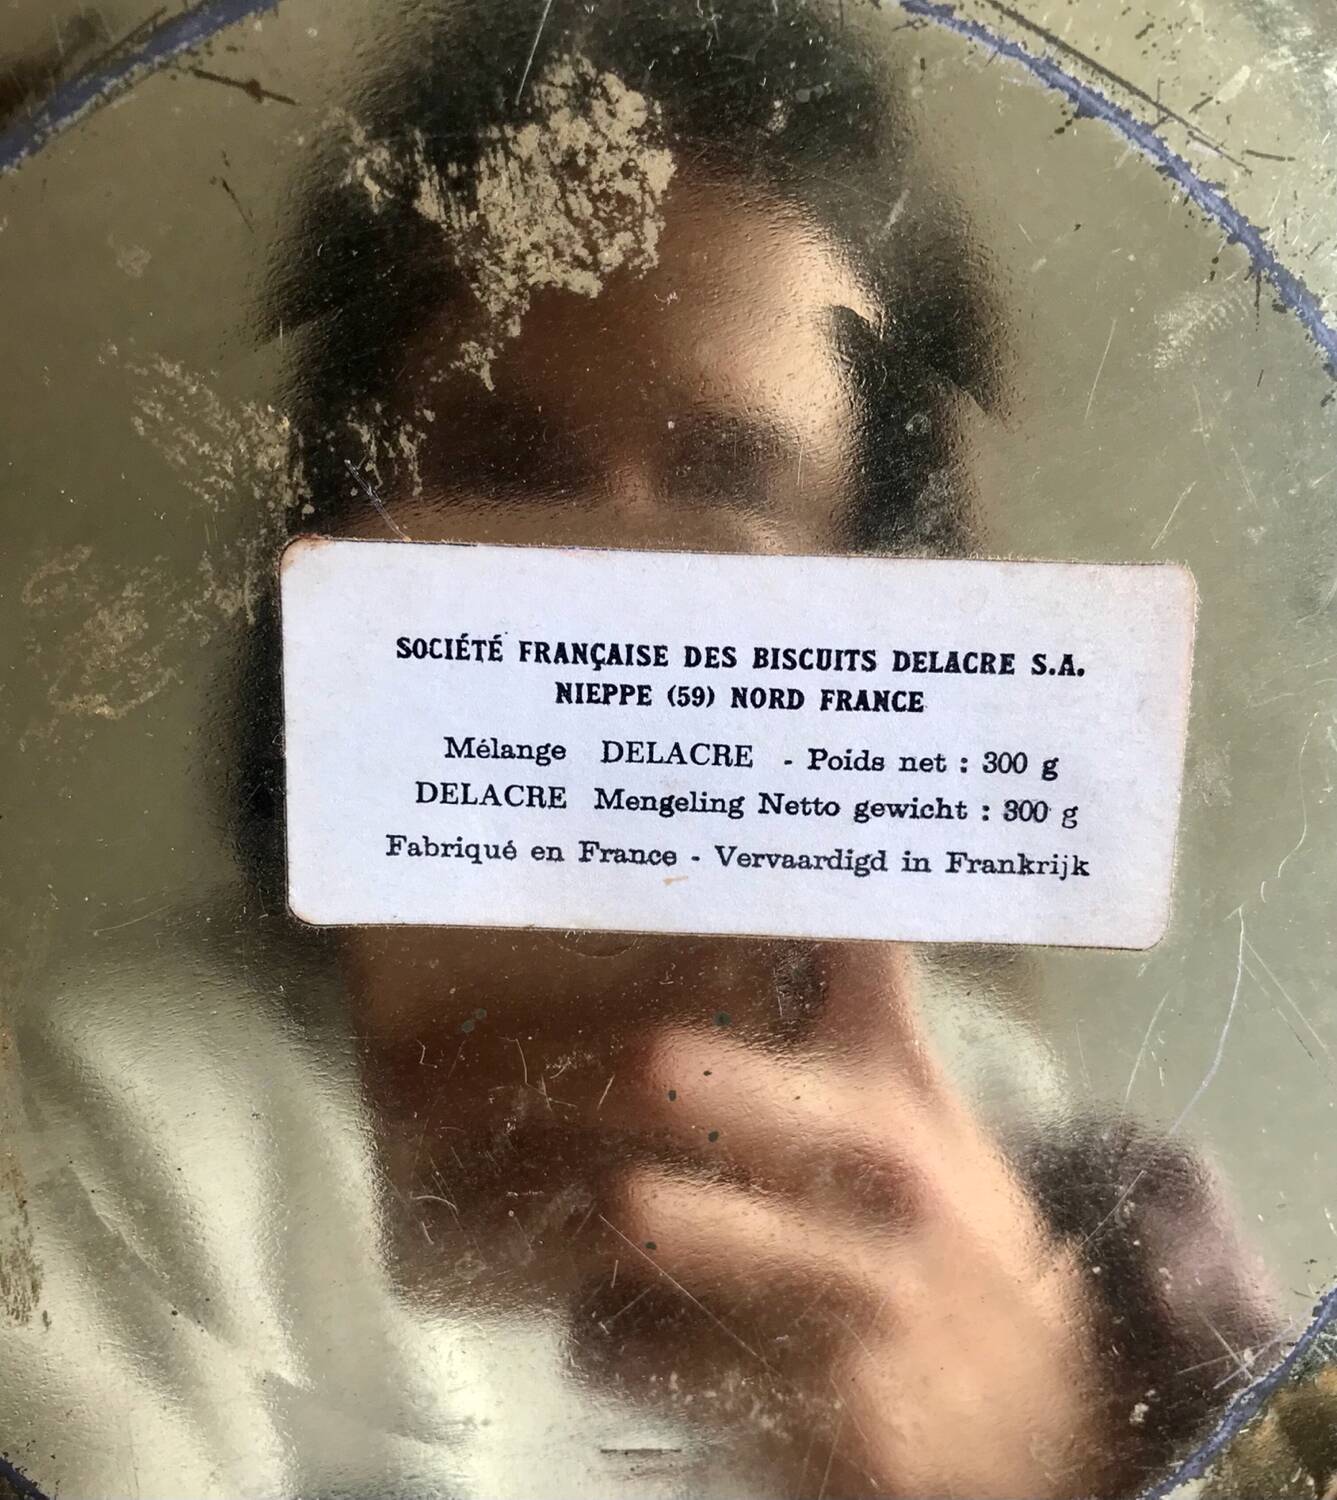 SOCIÉTÉ FRANÇAISE DES BISCUITS DELACRE S.A.
NIEPPE (59) NORD FRANCE
Mélange DELACRE - Poids net : 300 g
DELACRE Mengeling Netto gewicht : 300 g
Fabriqué en France - Vervaardigd in Frankrijk